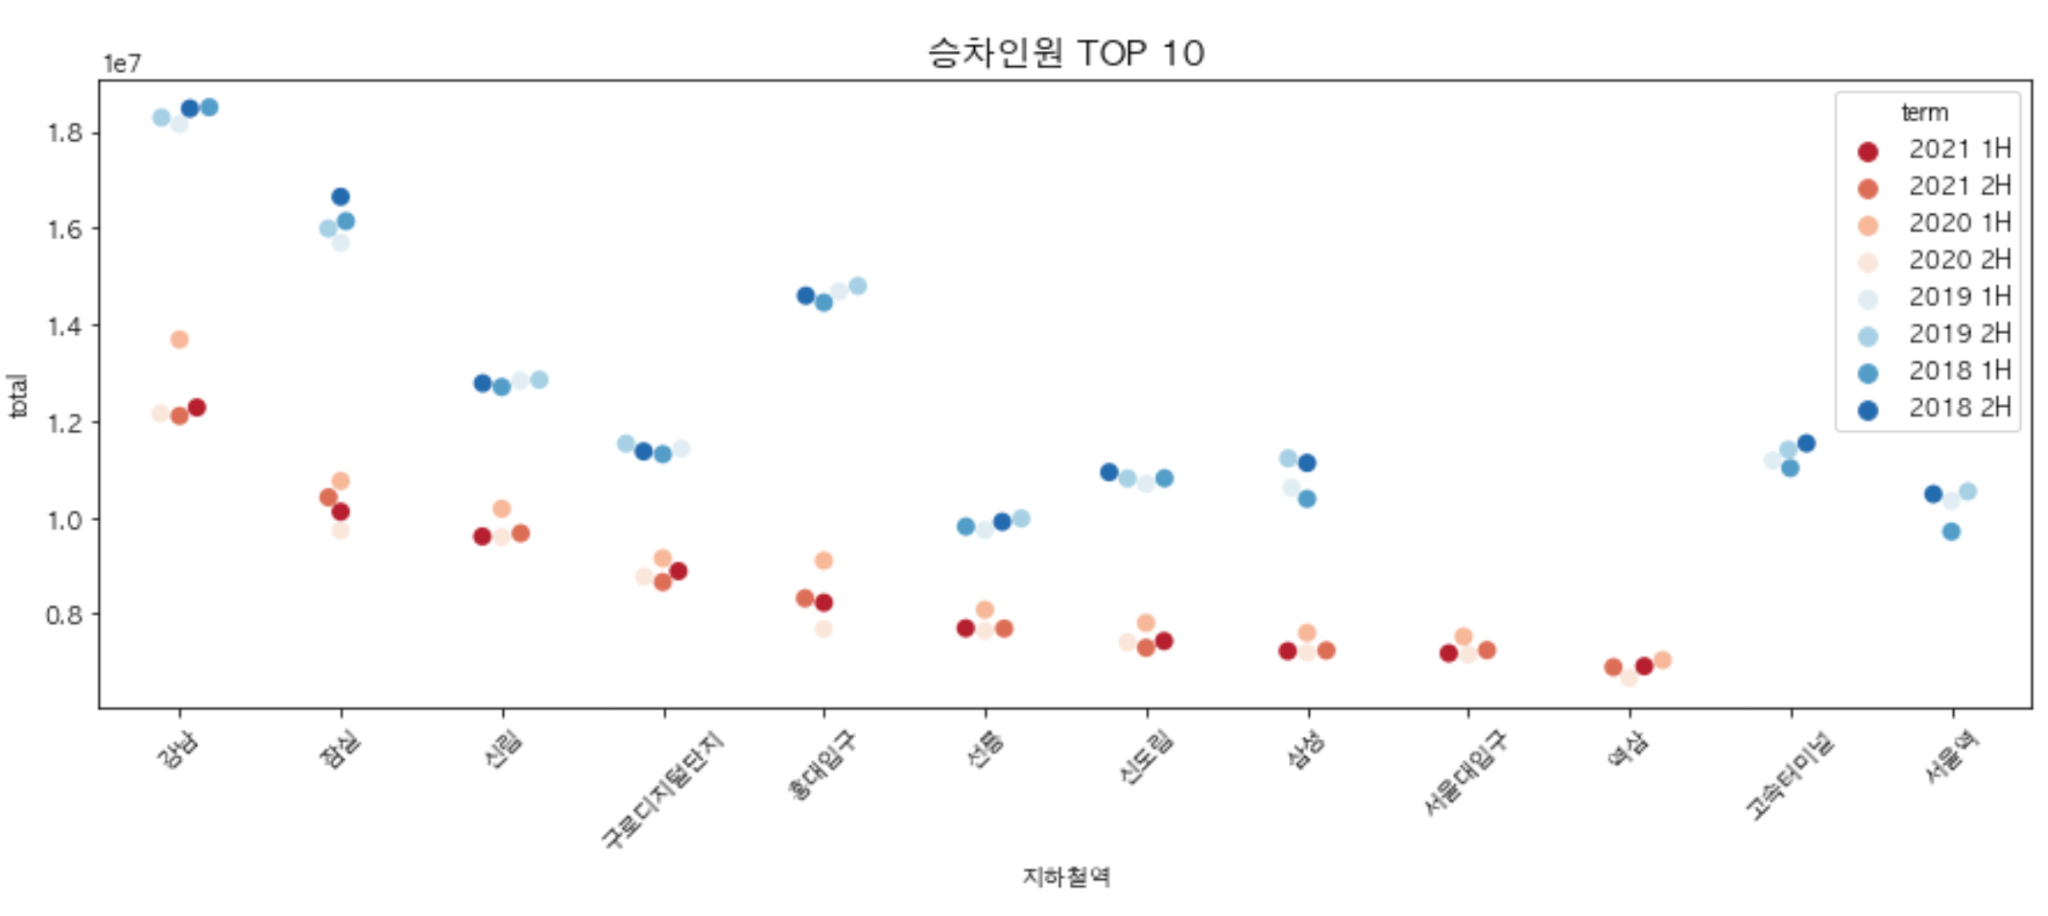 승차인원 TOP 10
1e7
1.8
1.6
1.4
1.2
1.0
0.8
total
term
2021 1H
2021 2H
2020 1H
2020 2H
2019 1H
2019 2H
2018 1H
2018 2H
강남
잠실
신림
구로디지털단지
홍대입구
선릉
신도림
삼성
서울대입구
역삼
고속터미널
서울역
지하철역